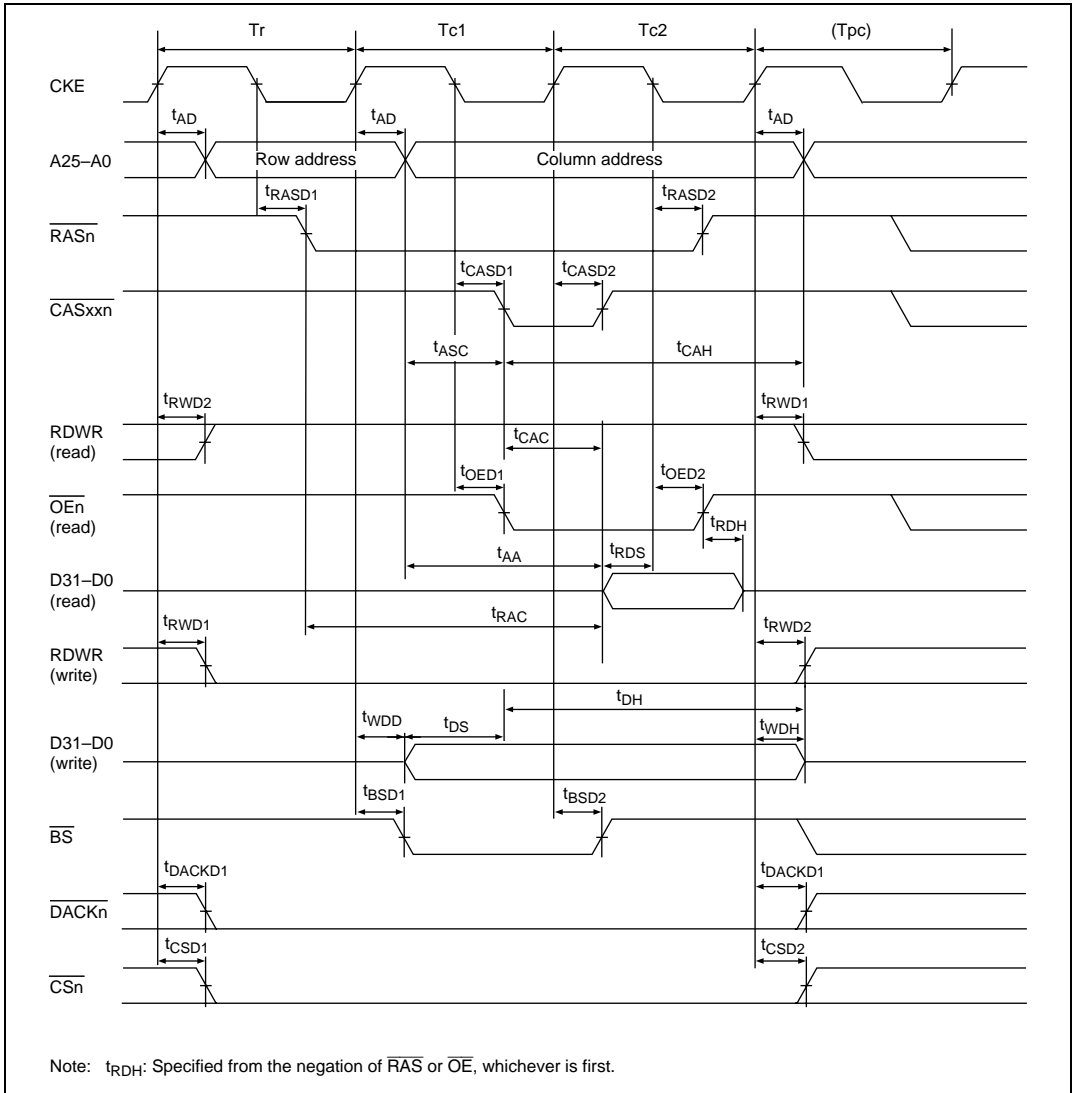 Tr Tc1 Tc2 (Tpc)
CKE
tAD tAD tAD
A25–A0 Row address Column address
tRASD1 tRASD2
RASn
tCASD1 tCASD2
CASxxn
tASC tCAH
tRWD2 tRWD1
RDWR
(read)
tCAC
tOED1 tOED2
OEn
(read)
tRDH
tAA tRDS
D31–D0
(read)
tRAC
tRWD1 tRWD2
RDWR
(write)
tDH
tWDD tDS tWDH
D31–D0
(write)
tBSD1 tBSD2
BS
tDACKD1 tDACKD1
DACKn
tCSD1 tCSD2
CSn
Note: tRDH: Specified from the negation of RAS or OE, whichever is first.